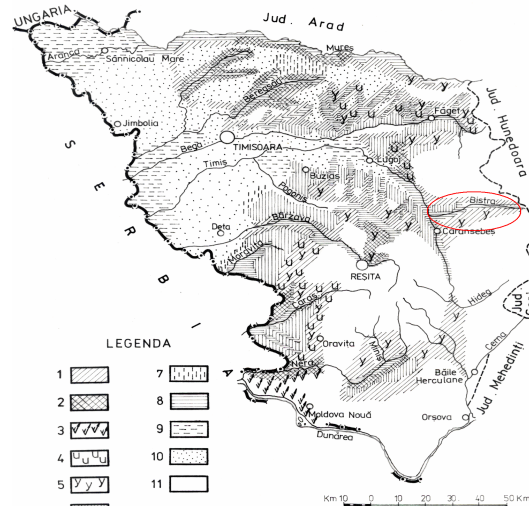 Jud. Arad
UNGARIA
Mureș
Aranca
Sânnicolau Mare
Jud. Hunedoara
Beregsău
Făget
Jimbolia
Bega
TIMIȘOARA
Lugoj
Timiș
Buziaș
Bistra
Pogoniș
Caransebeș
Deta
Bârzava
Moravița
REȘIȚA
SERBIA
Caraș
Hideg
Jud.
Cerna
Oravița
Nera
Băile
Herculane
Jud. Mehedinți
Moldova Nouă
Orșova
Dunărea
LEGENDA
1
7
2
8
3
9
4
u u u
10
5
y y y
11
Km 10 0 10 20 30 40 50 Km